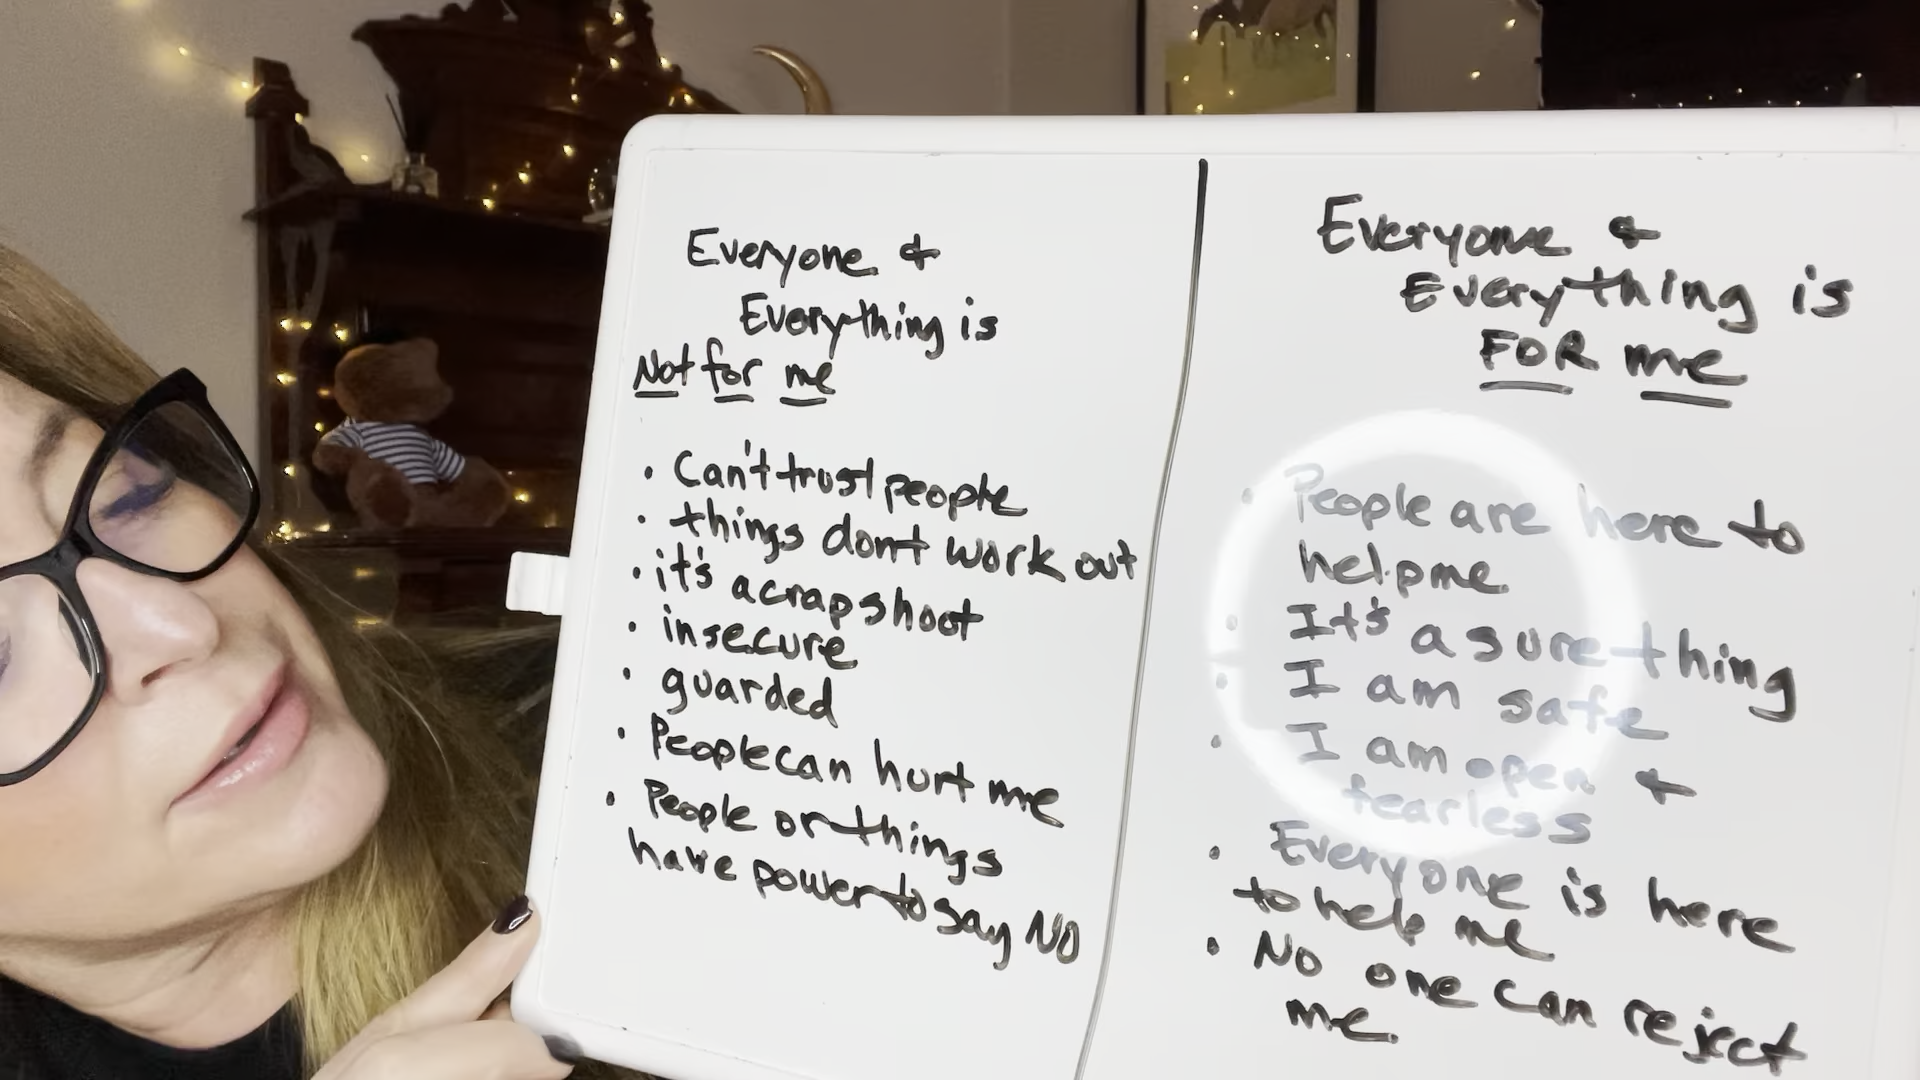 Everyone &
Everything is
Not for me
• Can't trust people
• things don't work out
• it's a crapshoot
• insecure
• guarded
• People can hurt me
• People or things
have power to say NO
Everyone &
Everything is
FOR me
• People are here to
help me
• It's a sure thing
• I am safe
• I am open &
fearless
• Everyone is here
to help me
• No one can reject
me